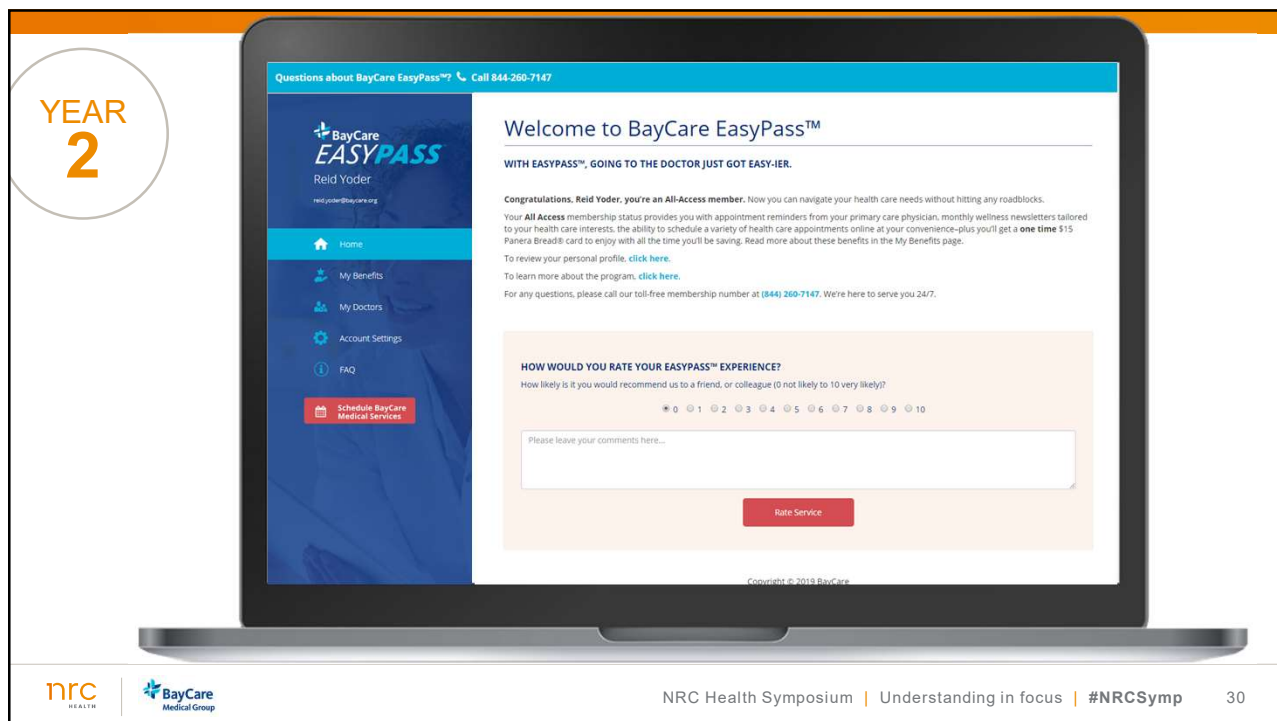 YEAR
2
Questions about BayCare EasyPass™? Call 844-260-7147
BayCare
EASYPASS
Reid Yoder
reid.yoder@baycare.org
Home
My Benefits
My Doctors
Account Settings
FAQ
Schedule BayCare
Medical Services
Welcome to BayCare EasyPass™
WITH EASYPASS™, GOING TO THE DOCTOR JUST GOT EASY-IER.
Congratulations, Reid Yoder, you're an All-Access member. Now you can navigate your health care needs without hitting any roadblocks.
Your All Access membership status provides you with appointment reminders from your primary care physician, monthly wellness newsletters tailored
to your health care interests, the ability to schedule a variety of health care appointments online at your convenience–plus you'll get a one time $15
Panera Bread® card to enjoy with all the time you'll be saving. Read more about these benefits in the My Benefits page.
To review your personal profile, click here.
To learn more about the program, click here.
For any questions, please call our toll-free membership number at (844) 260-7147. We're here to serve you 24/7.
HOW WOULD YOU RATE YOUR EASYPASS™ EXPERIENCE?
How likely is it you would recommend us to a friend, or colleague (0 not likely to 10 very likely)?
0 1 2 3 4 5 6 7 8 9 10
Please leave your comments here...
Rate Service
Copyright © 2019 BayCare
nrc
HEALTH
BayCare
Medical Group
NRC Health Symposium | Understanding in focus | #NRCSymp 30